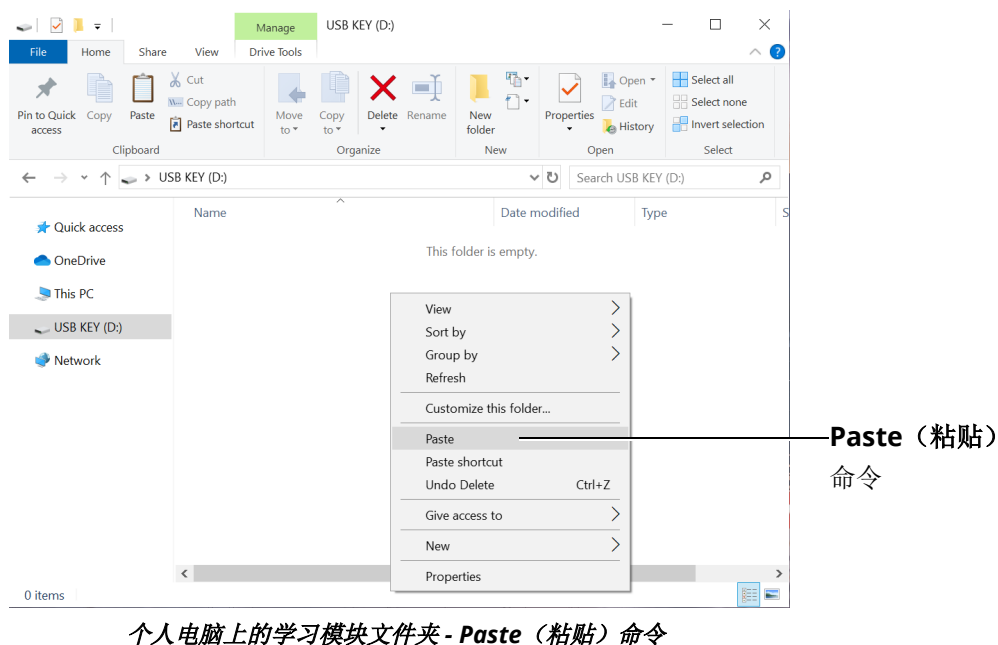 Manage
USB KEY (D:)
File
Home
Share
View
Drive Tools
Pin to Quick access
Copy
Paste
Cut
Copy path
Paste shortcut
Clipboard
Move to
Copy to
Delete
Rename
Organize
New folder
New
Properties
Open
Edit
History
Open
Select all
Select none
Invert selection
Select
USB KEY (D:)
Search USB KEY (D:)
Name
Date modified
Type
S
This folder is empty.
Quick access
OneDrive
This PC
USB KEY (D:)
Network
View
Sort by
Group by
Refresh
Customize this folder...
Paste
Paste shortcut
Undo Delete Ctrl+Z
Give access to
New
Properties
Paste（粘贴）
命令
0 items
个人电脑上的学习模块文件夹 - Paste（粘贴）命令